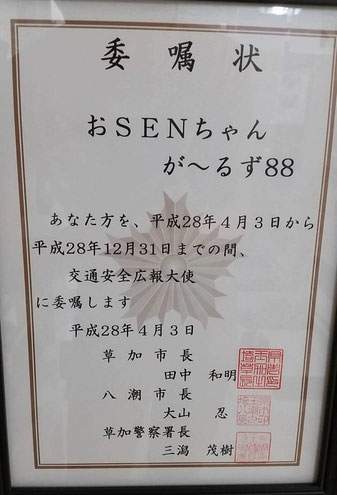 委嘱状
おSENちゃん
が〜るず88
あなた方を、平成28年4月3日から
平成28年12月31日までの間、
交通安全広報大使
に委嘱します
平成28年4月3日
草加市長
田中 和明
八潮市長
大山 忍
草加警察署長
三潟 茂樹